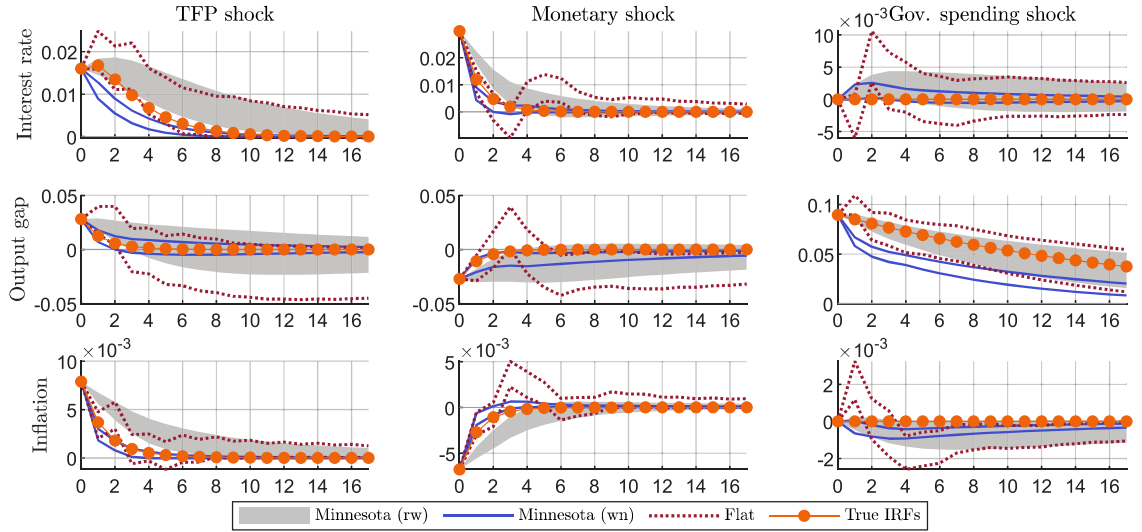 TFP shock
Monetary shock
×10⁻³ Gov. spending shock
Interest rate
0.02
0.01
0
0 2 4 6 8 10 12 14 16
0.02
0.01
0
0 2 4 6 8 10 12 14 16
10
5
0
-5
0 2 4 6 8 10 12 14 16
Output gap
0.05
0
-0.05
0 2 4 6 8 10 12 14 16
0.05
0
-0.05
0 2 4 6 8 10 12 14 16
0.1
0.05
0
0 2 4 6 8 10 12 14 16
Inflation
×10⁻³
10
5
0
0 2 4 6 8 10 12 14 16
×10⁻³
5
0
-5
0 2 4 6 8 10 12 14 16
×10⁻³
2
0
-2
0 2 4 6 8 10 12 14 16
Minnesota (rw) Minnesota (wn) Flat True IRFs